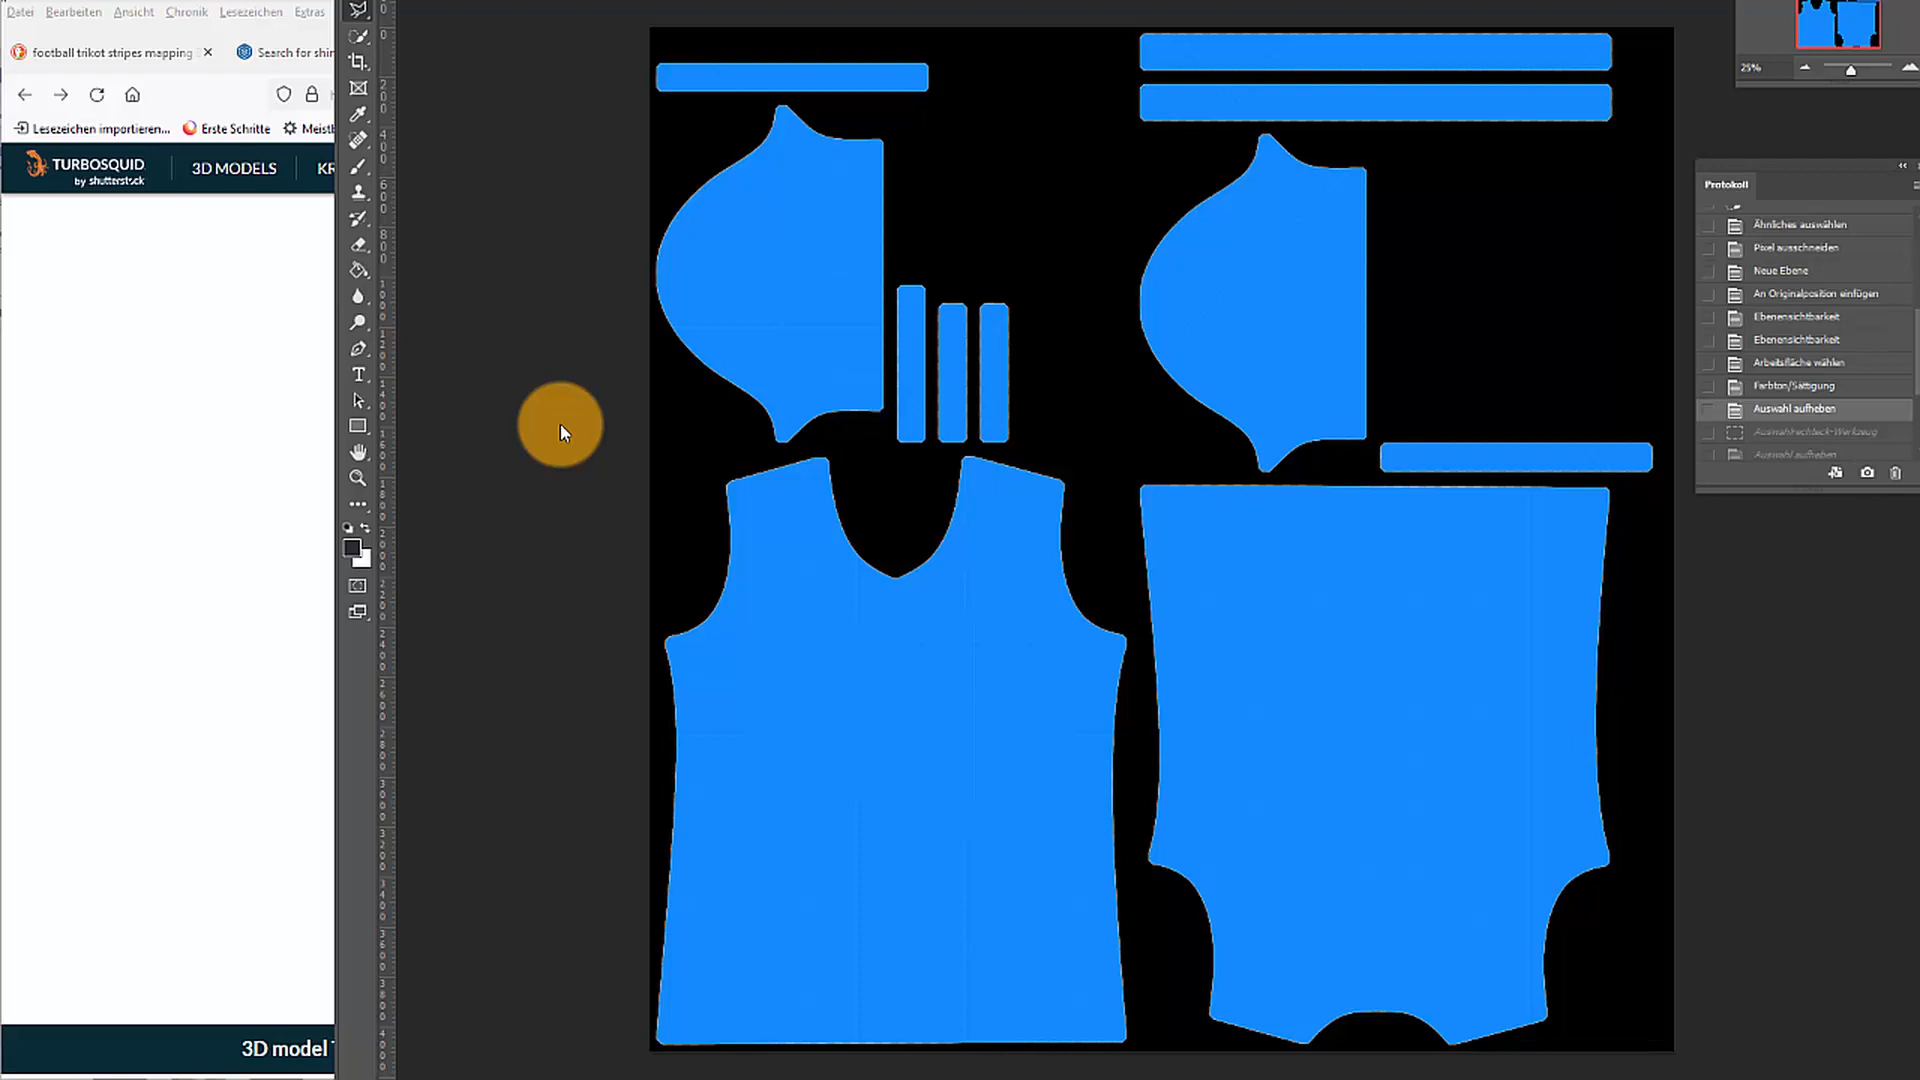 Datei Bearbeiten Ansicht Chronik Lesezeichen Extras
football trikot stripes mapping
Search for shir
Lesezeichen importieren... Erste Schritte Meist
TURBOSQUID
by shutterstock
3D MODELS
KR
3D model
25%
Protokoll
Ähnliches auswählen
Pixel ausschneiden
Neue Ebene
An Originalposition einfügen
Ebenensichtbarkeit
Ebenensichtbarkeit
Arbeitsfläche wählen
Farbton/Sättigung
Auswahl aufheben
Auswahlrechteck-Werkzeug
Auswahl aufheben